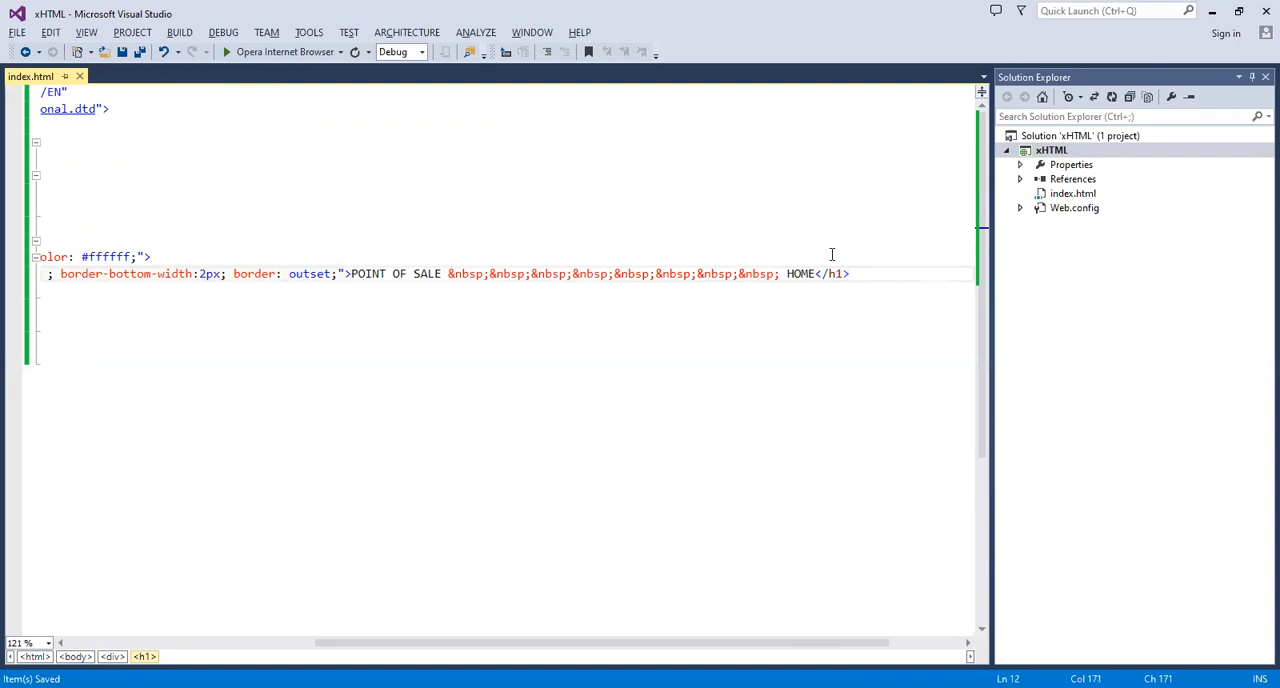 xHTML - Microsoft Visual Studio
Quick Launch (Ctrl+Q)
FILE EDIT VIEW PROJECT BUILD DEBUG TEAM TOOLS TEST ARCHITECTURE ANALYZE WINDOW HELP
Sign in
Opera Internet Browser Debug
index.html
Solution Explorer
/EN"
onal.dtd">
Search Solution Explorer (Ctrl+;)
Solution 'xHTML' (1 project)
xHTML
Properties
References
index.html
Web.config
olor: #ffffff;">
; border-bottom-width:2px; border: outset;">POINT OF SALE &nbsp;&nbsp;&nbsp;&nbsp;&nbsp;&nbsp;&nbsp;&nbsp; HOME</h1>
121 %
<html> <body> <div> <h1>
Item(s) Saved
Ln 12 Col 171 Ch 171 INS